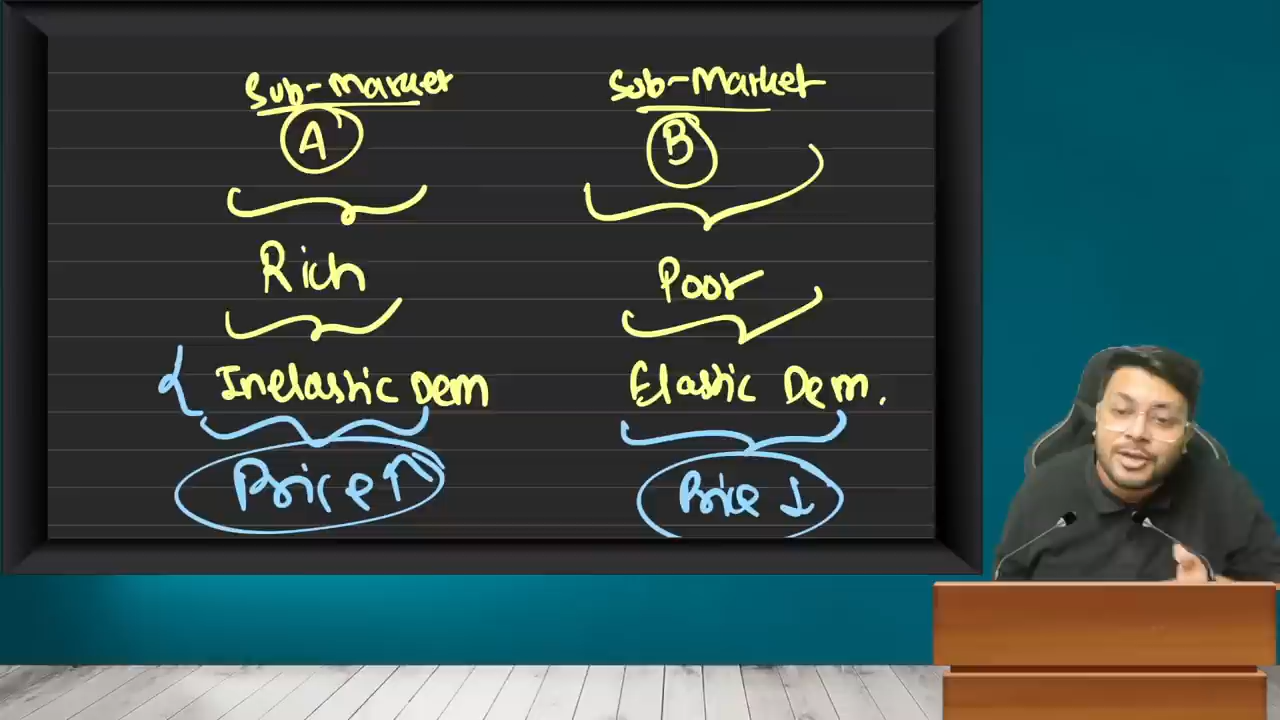 Sub-Market
A
Rich
Inelastic Dem
Price ↑
Sub-Market
B
Poor
Elastic Dem.
Price ↓